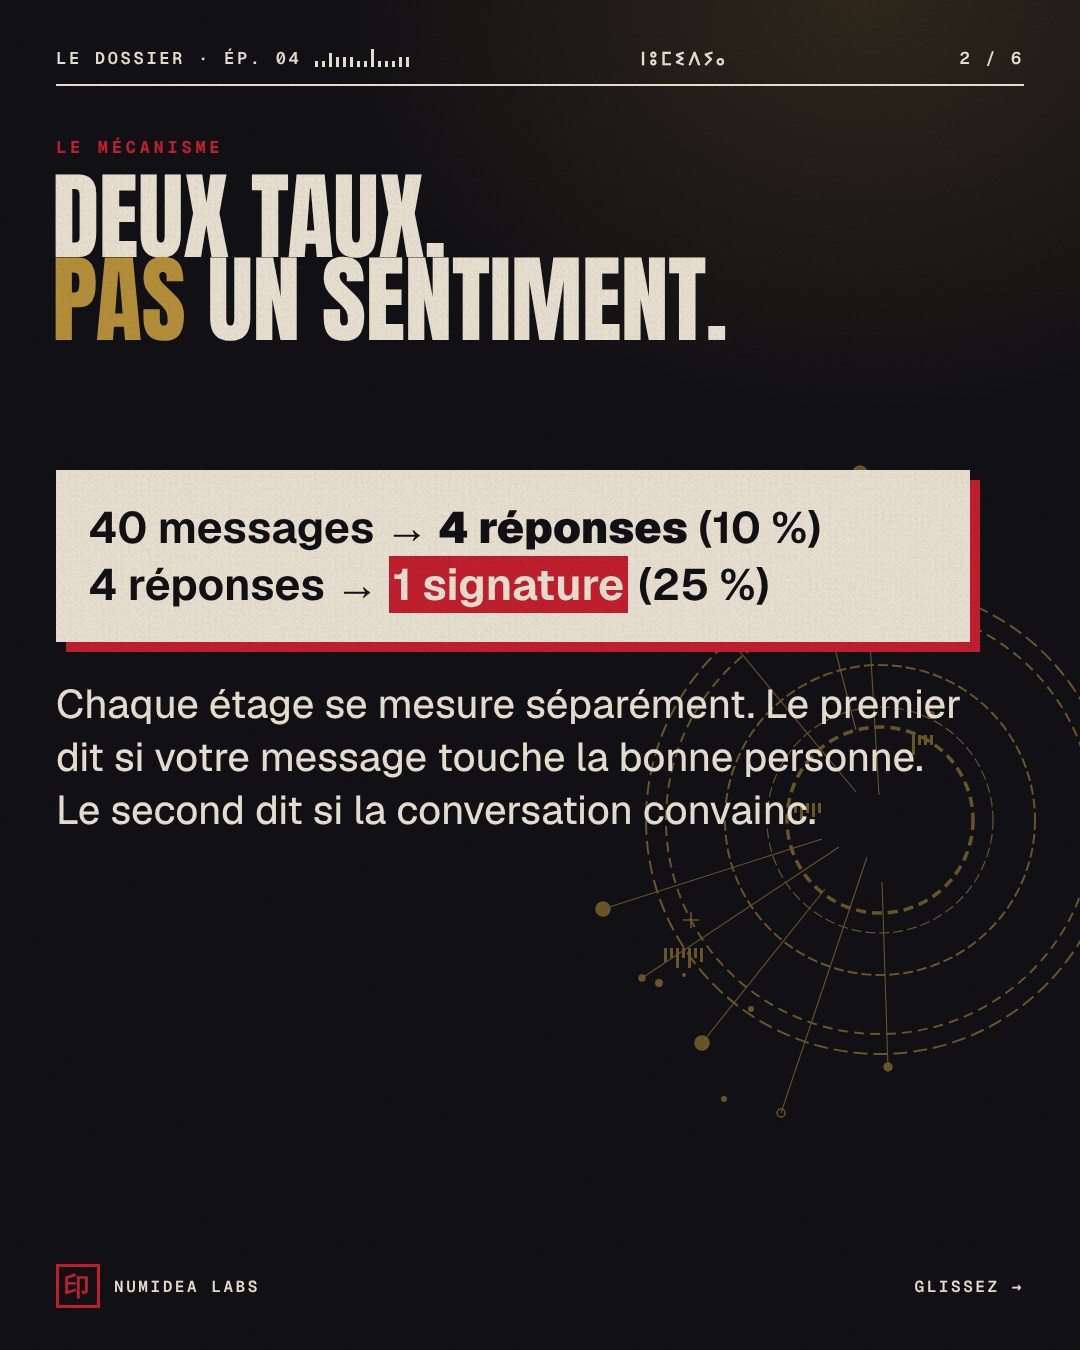 LE DOSSIER · ÉP. 04
ⵏⵓⵎⵉⴷⵢⴰ
2 / 6
LE MÉCANISME
DEUX TAUX.
PAS UN SENTIMENT.
40 messages → 4 réponses (10 %)
4 réponses → 1 signature (25 %)
Chaque étage se mesure séparément. Le premier
dit si votre message touche la bonne personne.
Le second dit si la conversation convainc.
印
NUMIDEA LABS
GLISSEZ →